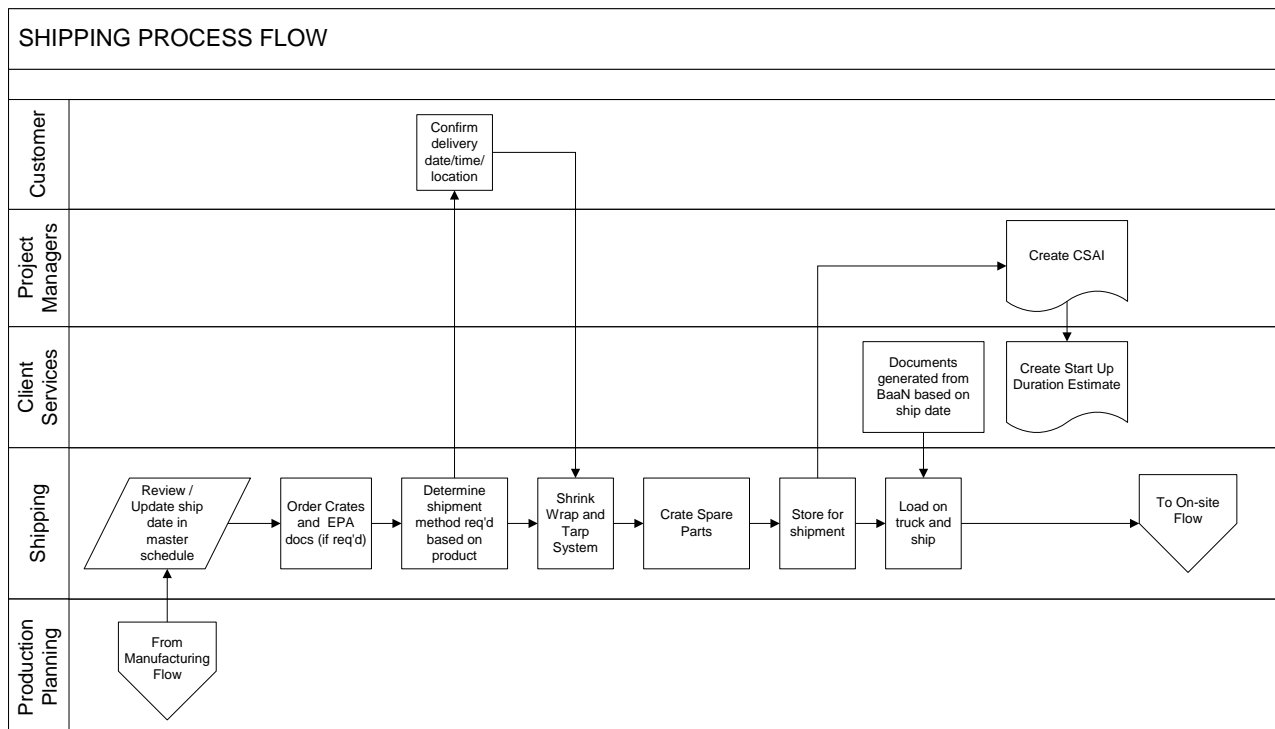 SHIPPING PROCESS FLOW
Customer
Confirm
delivery
date/time/
location
Project
Managers
Create CSAI
Client
Services
Documents
generated from
BaaN based on
ship date
Create Start Up
Duration Estimate
Shipping
Review /
Update ship
date in
master
schedule
Order Crates
and EPA
docs (if req'd)
Determine
shipment
method req'd
based on
product
Shrink
Wrap and
Tarp
System
Crate Spare
Parts
Store for
shipment
Load on
truck and
ship
To On-site
Flow
Production
Planning
From
Manufacturing
Flow